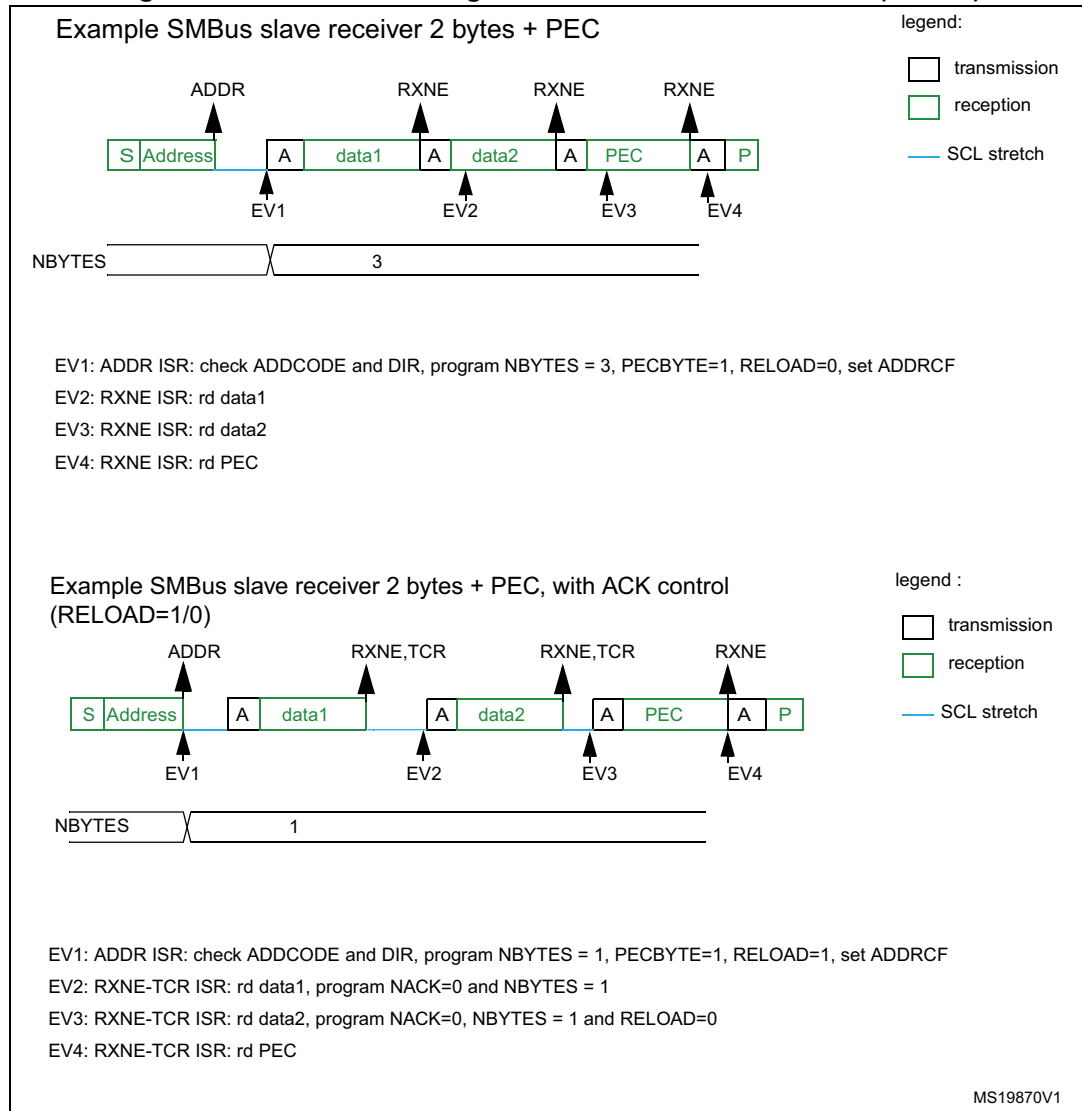 Example SMBus slave receiver 2 bytes + PEC
legend:
transmission
reception
SCL stretch
ADDR RXNE RXNE RXNE
S Address A data1 A data2 A PEC A P
EV1 EV2 EV3 EV4
NBYTES 3
EV1: ADDR ISR: check ADDCODE and DIR, program NBYTES = 3, PECBYTE=1, RELOAD=0, set ADDRCF
EV2: RXNE ISR: rd data1
EV3: RXNE ISR: rd data2
EV4: RXNE ISR: rd PEC
Example SMBus slave receiver 2 bytes + PEC, with ACK control
(RELOAD=1/0)
legend :
transmission
reception
SCL stretch
ADDR RXNE,TCR RXNE,TCR RXNE
S Address A data1 A data2 A PEC A P
EV1 EV2 EV3 EV4
NBYTES 1
EV1: ADDR ISR: check ADDCODE and DIR, program NBYTES = 1, PECBYTE=1, RELOAD=1, set ADDRCF
EV2: RXNE-TCR ISR: rd data1, program NACK=0 and NBYTES = 1
EV3: RXNE-TCR ISR: rd data2, program NACK=0, NBYTES = 1 and RELOAD=0
EV4: RXNE-TCR ISR: rd PEC
MS19870V1